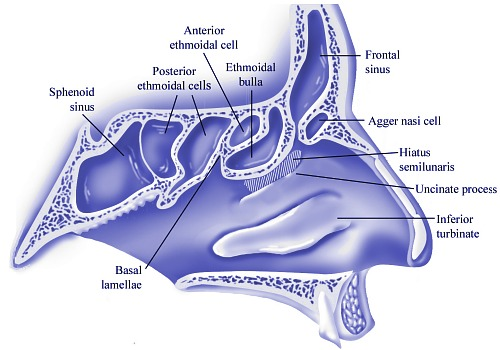 Anterior
ethmoidal cell
Posterior
ethmoidal cells
Ethmoidal
bulla
Sphenoid
sinus
Frontal
sinus
Agger nasi cell
Hiatus
semilunaris
Uncinate process
Inferior
turbinate
Basal
lamellae